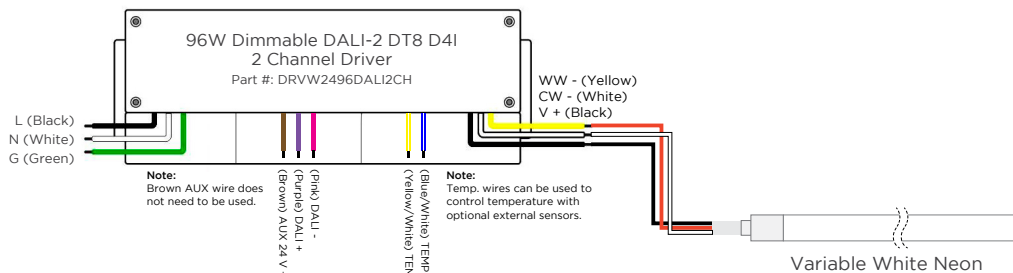 96W Dimmable DALI-2 DT8 D4I
2 Channel Driver
Part #: DRVW2496DALI2CH
WW - (Yellow)
CW - (White)
V + (Black)
L (Black)
N (White)
G (Green)
Note:
Brown AUX wire does
not need to be used.
(Brown) AUX 24 V
(Purple) DALI +
(Pink) DALI -
(Yellow/White)
(Blue/White) TEMP
Note:
Temp. wires can be used to
control temperature with
optional external sensors.
Variable White Neon